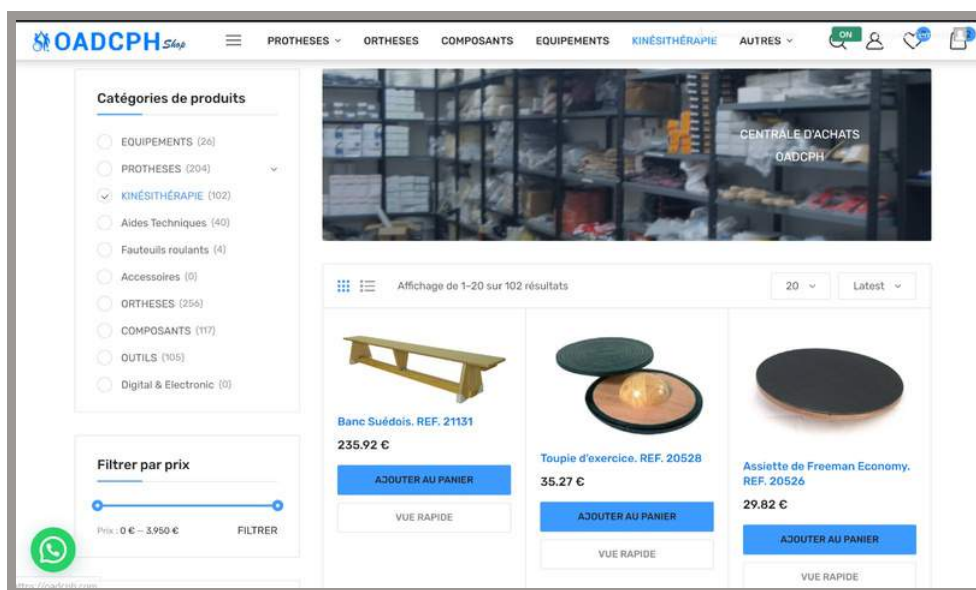 OADCPH Shop
PROTHESES
ORTHESES
COMPOSANTS
EQUIPEMENTS
KINÉSITHÉRAPIE
AUTRES
ON
Catégories de produits
EQUIPEMENTS (26)
PROTHESES (204)
KINÉSITHÉRAPIE (102)
Aides Techniques (40)
Fauteuils roulants (4)
Accessoires (0)
ORTHESES (256)
COMPOSANTS (117)
OUTILS (105)
Digital & Electronic (0)
Filtrer par prix
Prix : 0 € — 3,950 €
FILTRER
https://oadcph.com
CENTRALE D'ACHATS
OADCPH
Affichage de 1–20 sur 102 résultats
20
Latest
Banc Suédois. REF. 21131
235.92 €
AJOUTER AU PANIER
VUE RAPIDE
Toupie d'exercice. REF. 20528
35.27 €
AJOUTER AU PANIER
VUE RAPIDE
Assiette de Freeman Economy.
REF. 20526
29.82 €
AJOUTER AU PANIER
VUE RAPIDE